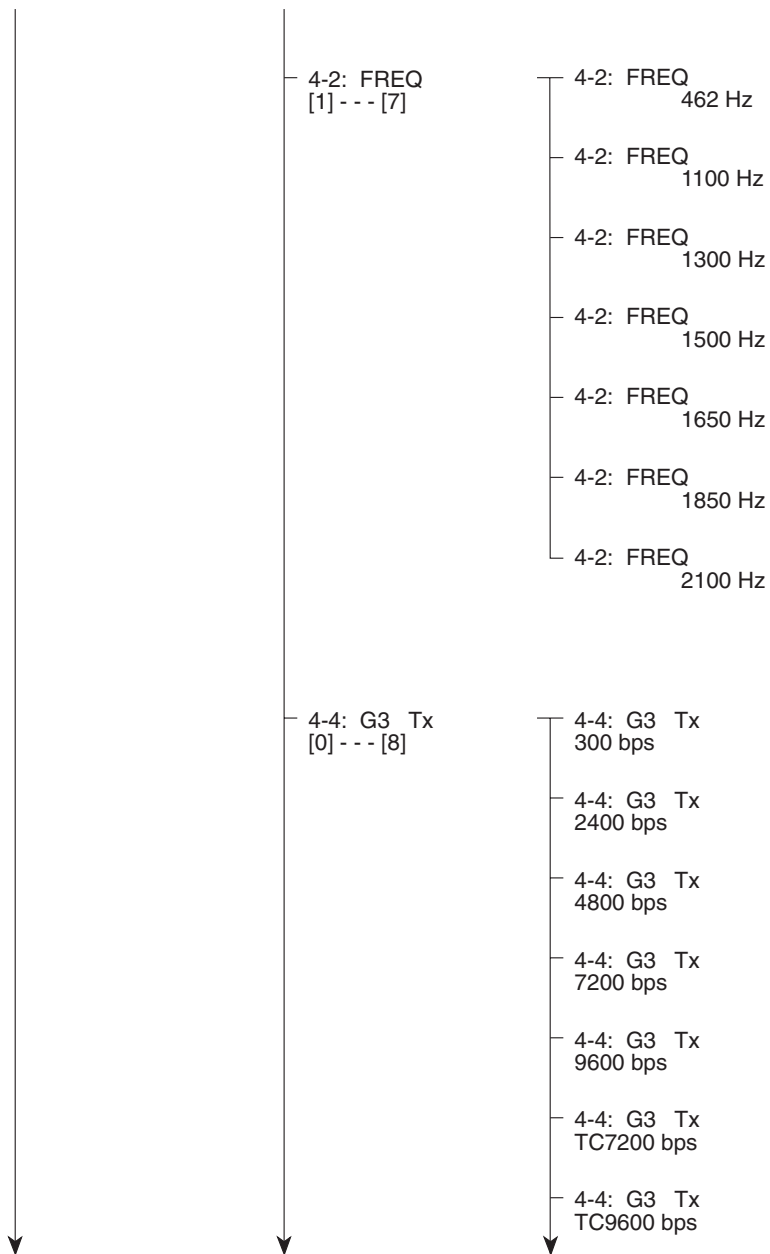 4-2: FREQ
[1] - - - [7]
4-2: FREQ
462 Hz
4-2: FREQ
1100 Hz
4-2: FREQ
1300 Hz
4-2: FREQ
1500 Hz
4-2: FREQ
1650 Hz
4-2: FREQ
1850 Hz
4-2: FREQ
2100 Hz
4-4: G3 Tx
[0] - - - [8]
4-4: G3 Tx
300 bps
4-4: G3 Tx
2400 bps
4-4: G3 Tx
4800 bps
4-4: G3 Tx
7200 bps
4-4: G3 Tx
9600 bps
4-4: G3 Tx
TC7200 bps
4-4: G3 Tx
TC9600 bps